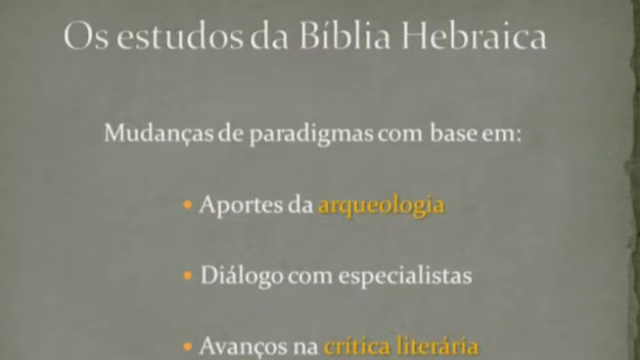 Os estudos da Bíblia Hebraica
Mudanças de paradigmas com base em:
• Aportes da arqueologia
• Diálogo com especialistas
• Avanços na crítica literária